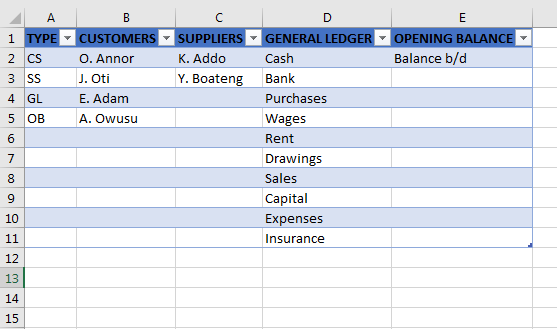 A B C D E
1 TYPE CUSTOMERS SUPPLIERS GENERAL LEDGER OPENING BALANCE
2 CS O. Annor K. Addo Cash Balance b/d
3 SS J. Oti Y. Boateng Bank
4 GL E. Adam Purchases
5 OB A. Owusu Wages
6 Rent
7 Drawings
8 Sales
9 Capital
10 Expenses
11 Insurance
12
13
14
15